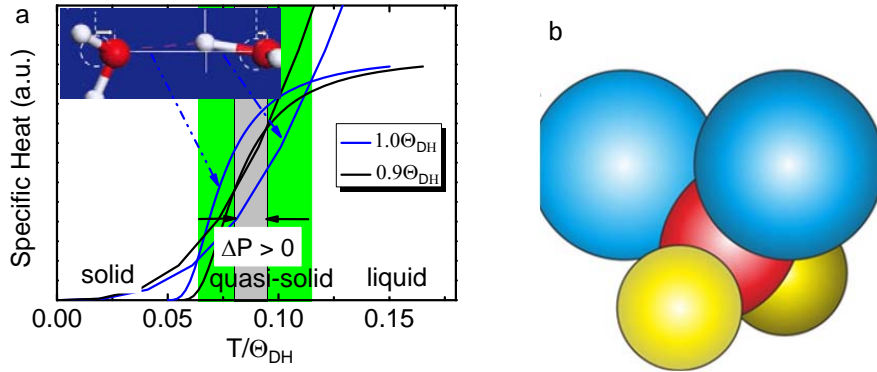 a
b
Specific Heat (a.u.)
1.0Θ_DH
0.9Θ_DH
ΔP > 0
solid
quasi-solid
liquid
0.00
0.05
0.10
0.15
T/Θ_DH